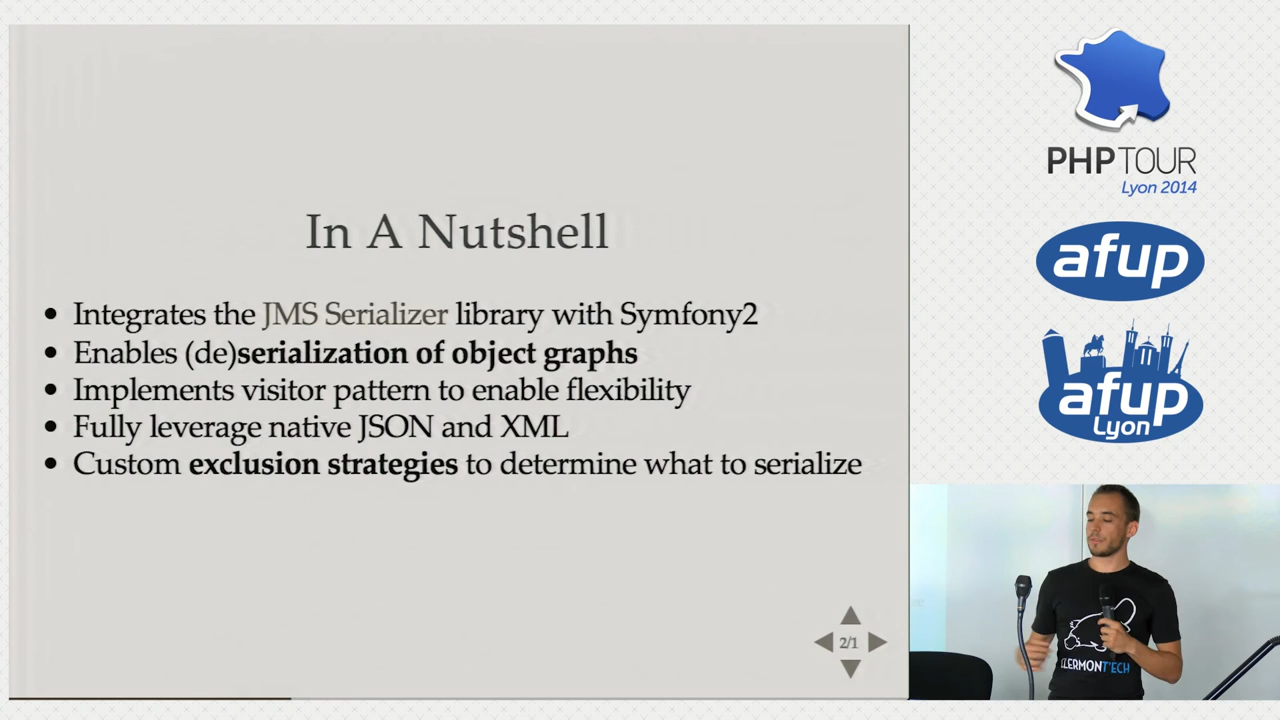 In A Nutshell
• Integrates the JMS Serializer library with Symfony2
• Enables (de)serialization of object graphs
• Implements visitor pattern to enable flexibility
• Fully leverage native JSON and XML
• Custom exclusion strategies to determine what to serialize
2/1
PHPTOUR
Lyon 2014
afup
afup
Lyon
CLERMONT'ECH